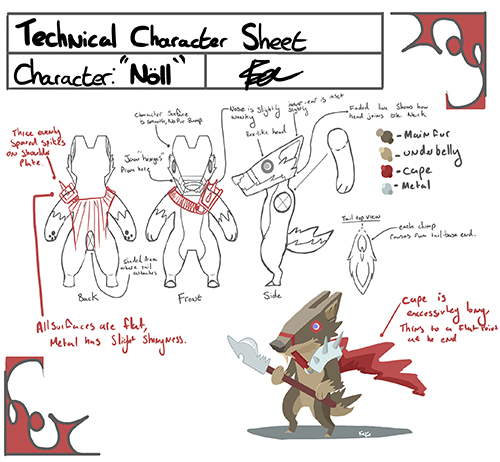 Technical Character Sheet
Character: "Nöll"
Three evenly
spaced spikes
on shoulder
plate.
Character Surface
is smooth, No Fur Bump.
Jaw hinges
From here
Nose is slightly
wonky
Inner-ear is inset
slightly
Box-like head
Faded line shows how
head joins the Neck
- Main Fur
- underbelly
- Cape
- Metal
Tail top view
each clump
comes from tail base end.
Shaded Area
where tail
attaches
Back
Front
Side
All surfaces are flat,
Metal has slight shinyness.
Cape is
excessively long,
Thins to a flat point
at the end